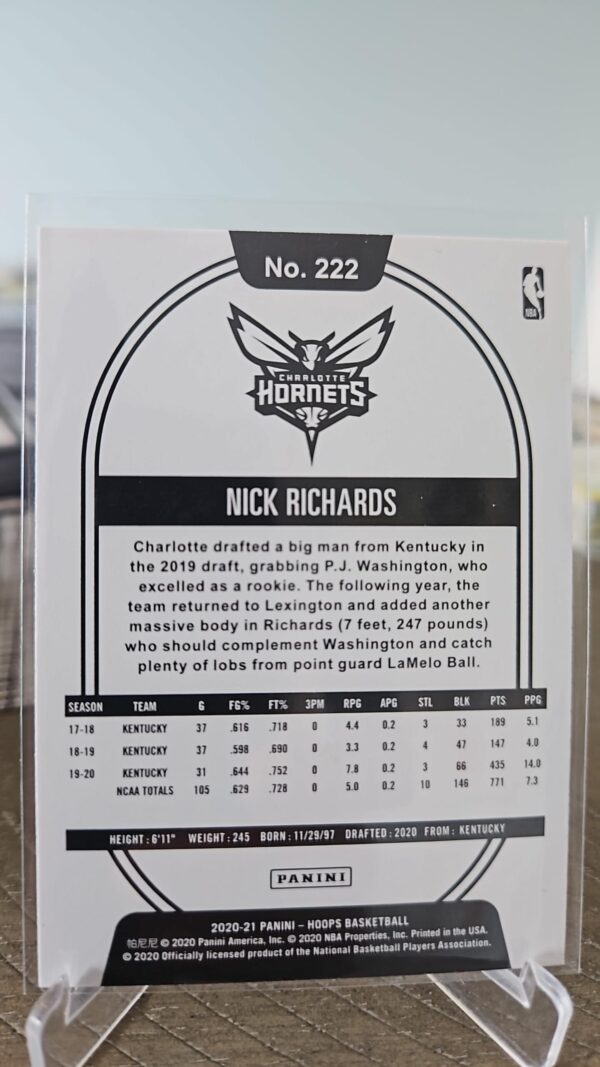 No. 222
NBA
CHARLOTTE
HORNETS
NICK RICHARDS
Charlotte drafted a big man from Kentucky in
the 2019 draft, grabbing P.J. Washington, who
excelled as a rookie. The following year, the
team returned to Lexington and added another
massive body in Richards (7 feet, 247 pounds)
who should complement Washington and catch
plenty of lobs from point guard LaMelo Ball.
SEASON TEAM G FG% FT% 3PM RPG APG STL BLK PTS PPG
17-18 KENTUCKY 37 .616 .718 0 4.4 0.2 3 33 189 5.1
18-19 KENTUCKY 37 .598 .690 0 3.3 0.2 4 47 147 4.0
19-20 KENTUCKY 31 .644 .752 0 7.8 0.2 3 66 435 14.0
NCAA TOTALS 105 .629 .728 0 5.0 0.2 10 146 771 7.3
HEIGHT: 6'11" WEIGHT: 245 BORN: 11/29/97 DRAFTED: 2020 FROM: KENTUCKY
PANINI
2020-21 PANINI – HOOPS BASKETBALL
帕尼尼 © 2020 Panini America, Inc. © 2020 NBA Properties, Inc. Printed in the USA.
© 2020 Officially licensed product of the National Basketball Players Association.